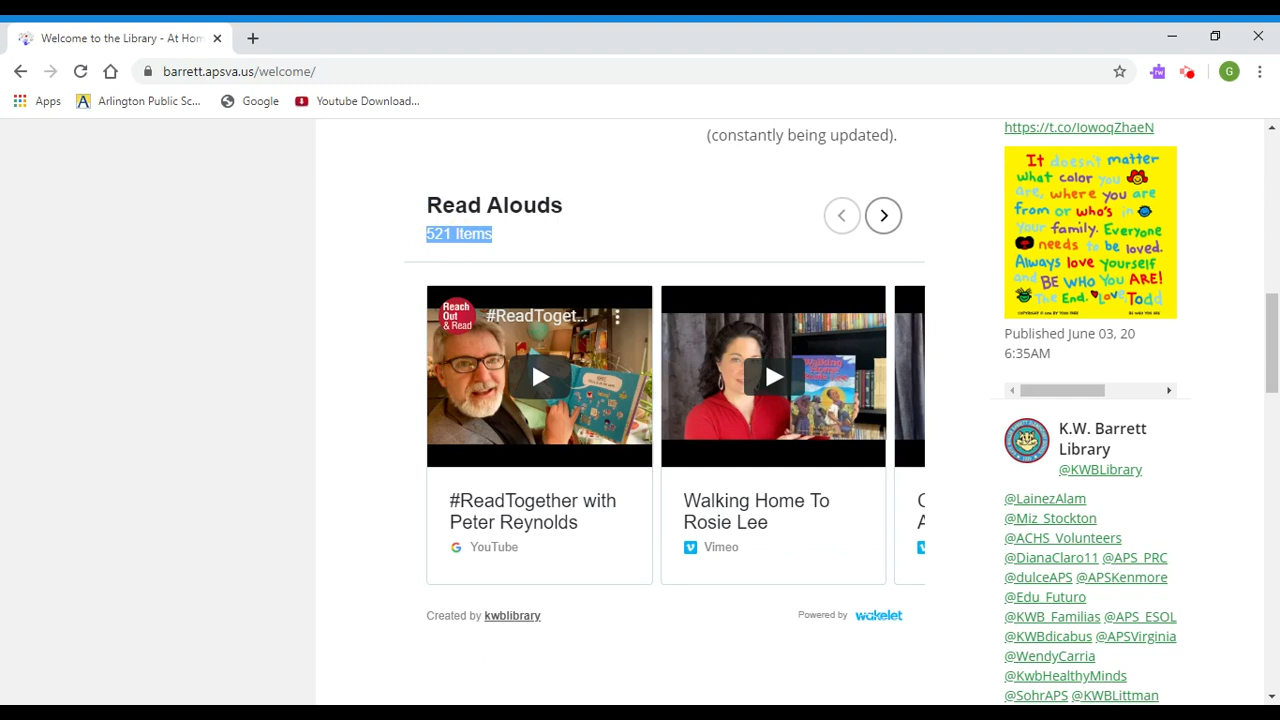 Welcome to the Library - At Hom
barrett.apsva.us/welcome/
G
Apps
Arlington Public Sc...
Google
Youtube Download...
(constantly being updated).
Read Alouds
521 Items
Reach
Out
& Read
#ReadToget...
#ReadTogether with
Peter Reynolds
YouTube
Walking Home To
Rosie Lee
Vimeo
Created by kwblibrary
Powered by wakelet
https://t.co/IowoqZhaeN
It doesn't matter
what color you
are, where you are
from or who's in
your family. Everyone
needs to be loved.
Always love yourself
and BE WHO YOU ARE!
The End. Love, Todd
Published June 03, 20
6:35AM
K.W. Barrett
Library
@KWBLibrary
@LainezAlam
@Miz_Stockton
@ACHS_Volunteers
@DianaClaro11 @APS_PRC
@dulceAPS @APSKenmore
@Edu_Futuro
@KWB_Familias @APS_ESOL
@KWBdicabus @APSVirginia
@WendyCarria
@KwbHealthyMinds
@SohrAPS @KWBLittman